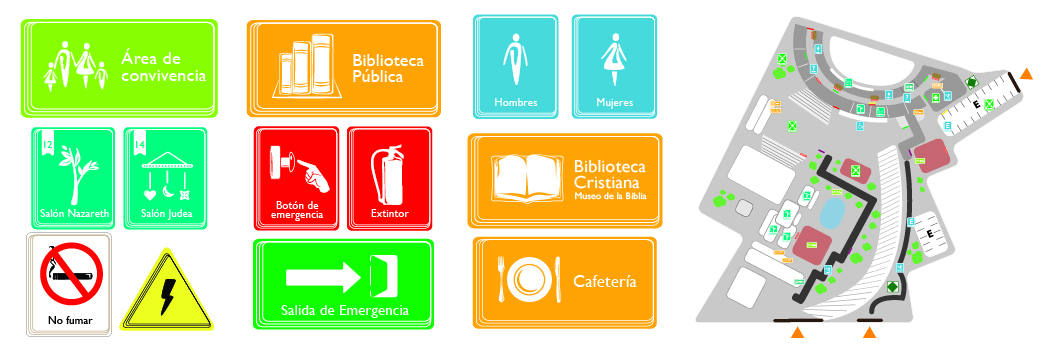 Área de
convivencia
Biblioteca
Pública
Hombres
Mujeres
12
Salón Nazareth
14
Salón Judea
Botón de
emergencia
Extintor
Biblioteca
Cristiana
Museo de la Biblia
No fumar
Salida de Emergencia
Cafetería
E
E
E